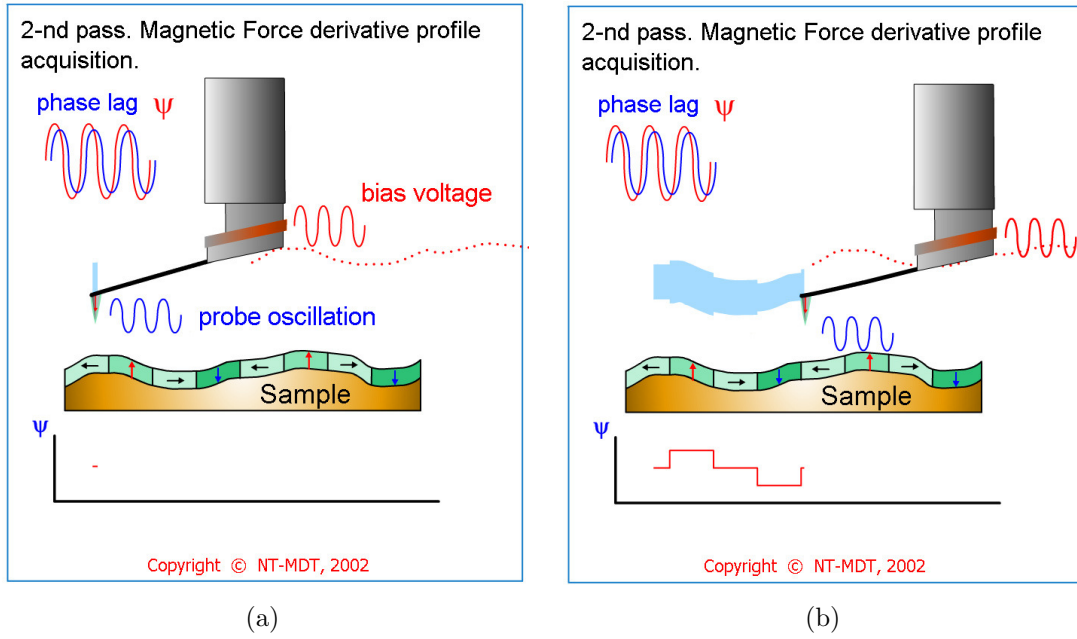 2-nd pass. Magnetic Force derivative profile
acquisition.
phase lag ψ
bias voltage
probe oscillation
Sample
ψ
Copyright © NT-MDT, 2002
(a)
2-nd pass. Magnetic Force derivative profile
acquisition.
phase lag ψ
Sample
ψ
Copyright © NT-MDT, 2002
(b)